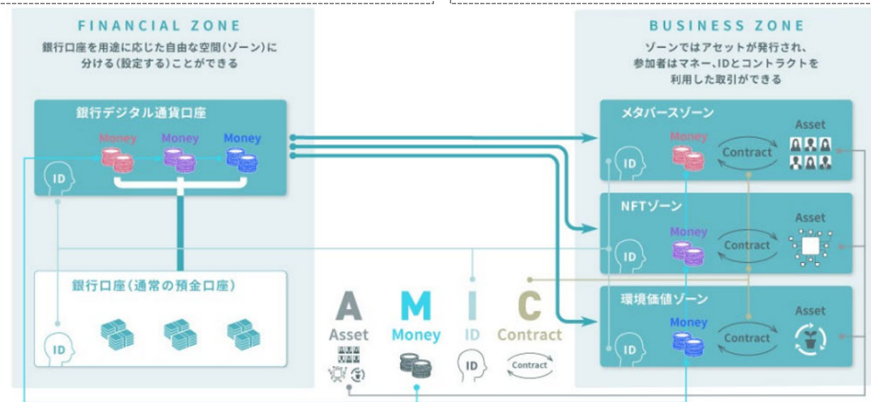 FINANCIAL ZONE
銀行口座を用途に応じた自由な空間（ゾーン）に
分ける（設定する）ことができる
銀行デジタル通貨口座
Money
Money
Money
ID
銀行口座（通常の預金口座）
ID
A
Asset
M
Money
I
ID
C
Contract
ID
Contract
BUSINESS ZONE
ゾーンではアセットが発行され、
参加者はマネー、IDとコントラクトを
利用した取引ができる
メタバースゾーン
Money
Asset
ID
Contract
NFTゾーン
Money
Asset
ID
Contract
環境価値ゾーン
Money
Asset
ID
Contract